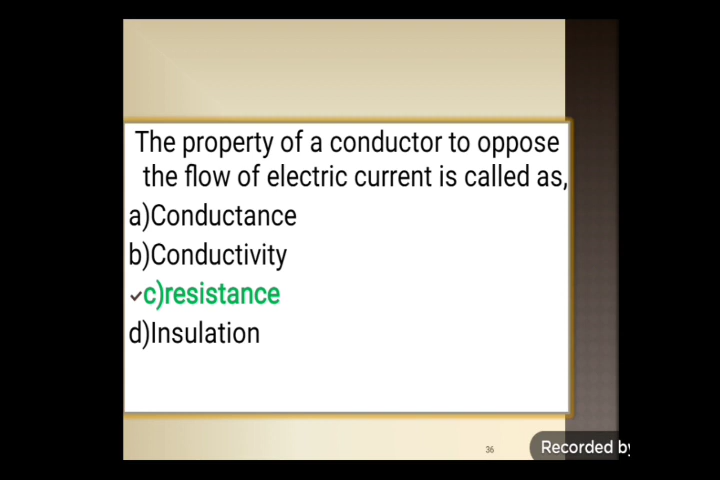 The property of a conductor to oppose
the flow of electric current is called as,
a)Conductance
b)Conductivity
✓c)resistance
d)Insulation
36
Recorded by